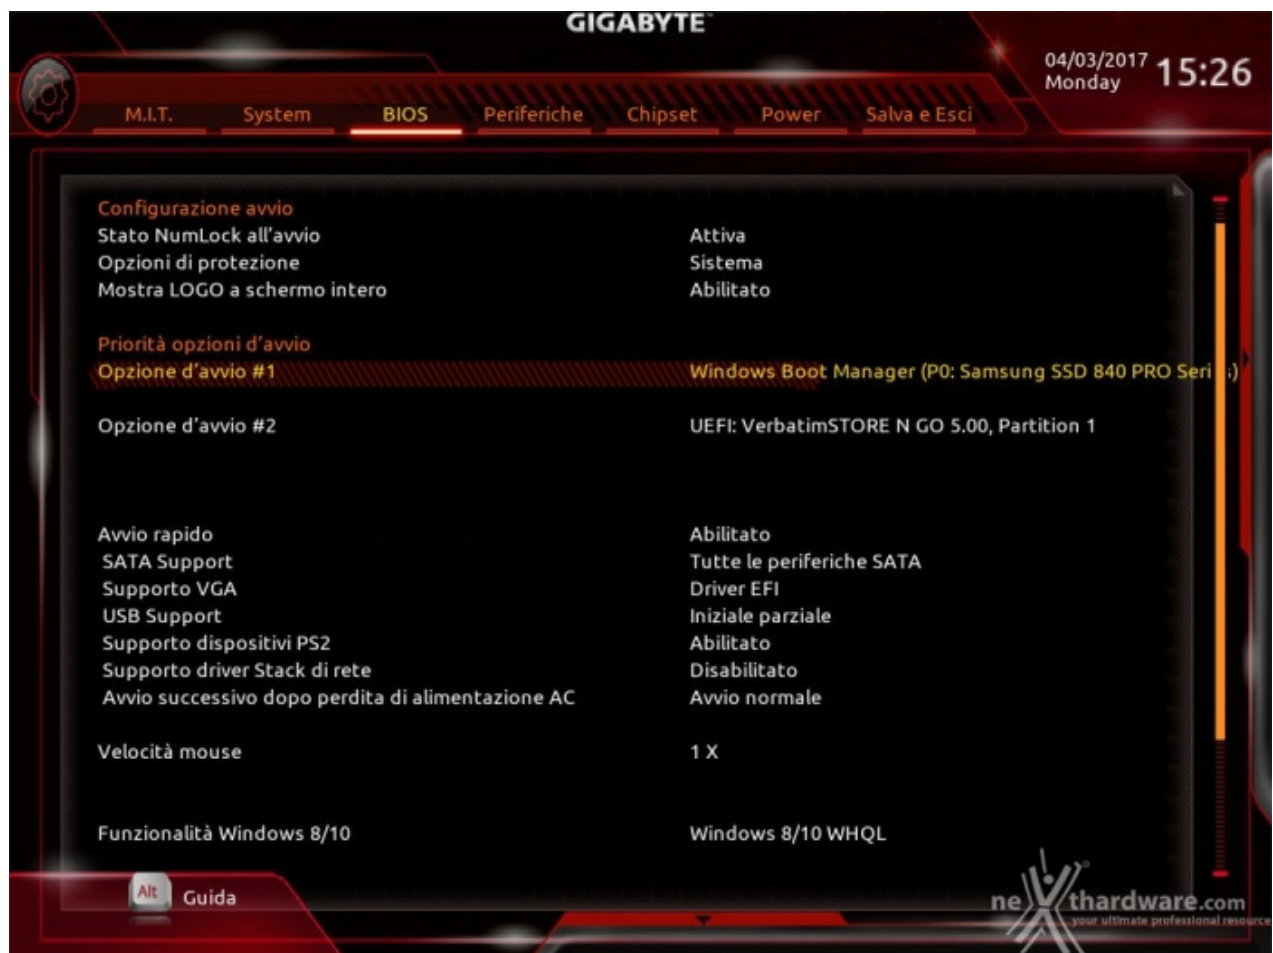 GIGABYTE
04/03/2017
Monday
15:26
M.I.T. System BIOS Periferiche Chipset Power Salva e Esci
Configurazione avvio
Stato NumLock all'avvio Attiva
Opzioni di protezione Sistema
Mostra LOGO a schermo intero Abilitato
Priorità opzioni d'avvio
Opzione d'avvio #1 Windows Boot Manager (P0: Samsung SSD 840 PRO Seri )
Opzione d'avvio #2 UEFI: VerbatimSTORE N GO 5.00, Partition 1
Avvio rapido Abilitato
SATA Support Tutte le periferiche SATA
Supporto VGA Driver EFI
USB Support Iniziale parziale
Supporto dispositivi PS2 Abilitato
Supporto driver Stack di rete Disabilitato
Avvio successivo dopo perdita di alimentazione AC Avvio normale
Velocità mouse 1 X
Funzionalità Windows 8/10 Windows 8/10 WHQL
Alt Guida
nexthardware.com
your ultimate professional resource